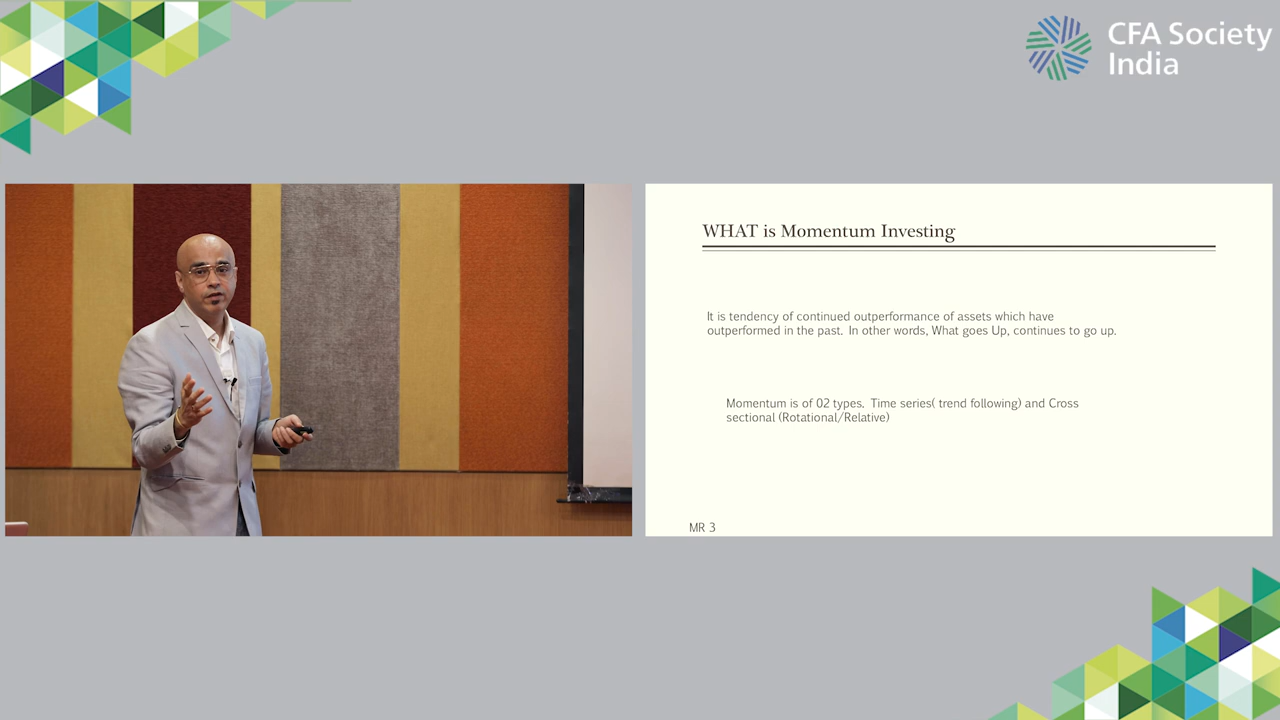 CFA Society
India
WHAT is Momentum Investing
It is tendency of continued outperformance of assets which have
outperformed in the past. In other words, What goes Up, continues to go up.
Momentum is of 02 types, Time series( trend following) and Cross
sectional (Rotational/Relative)
MR 3